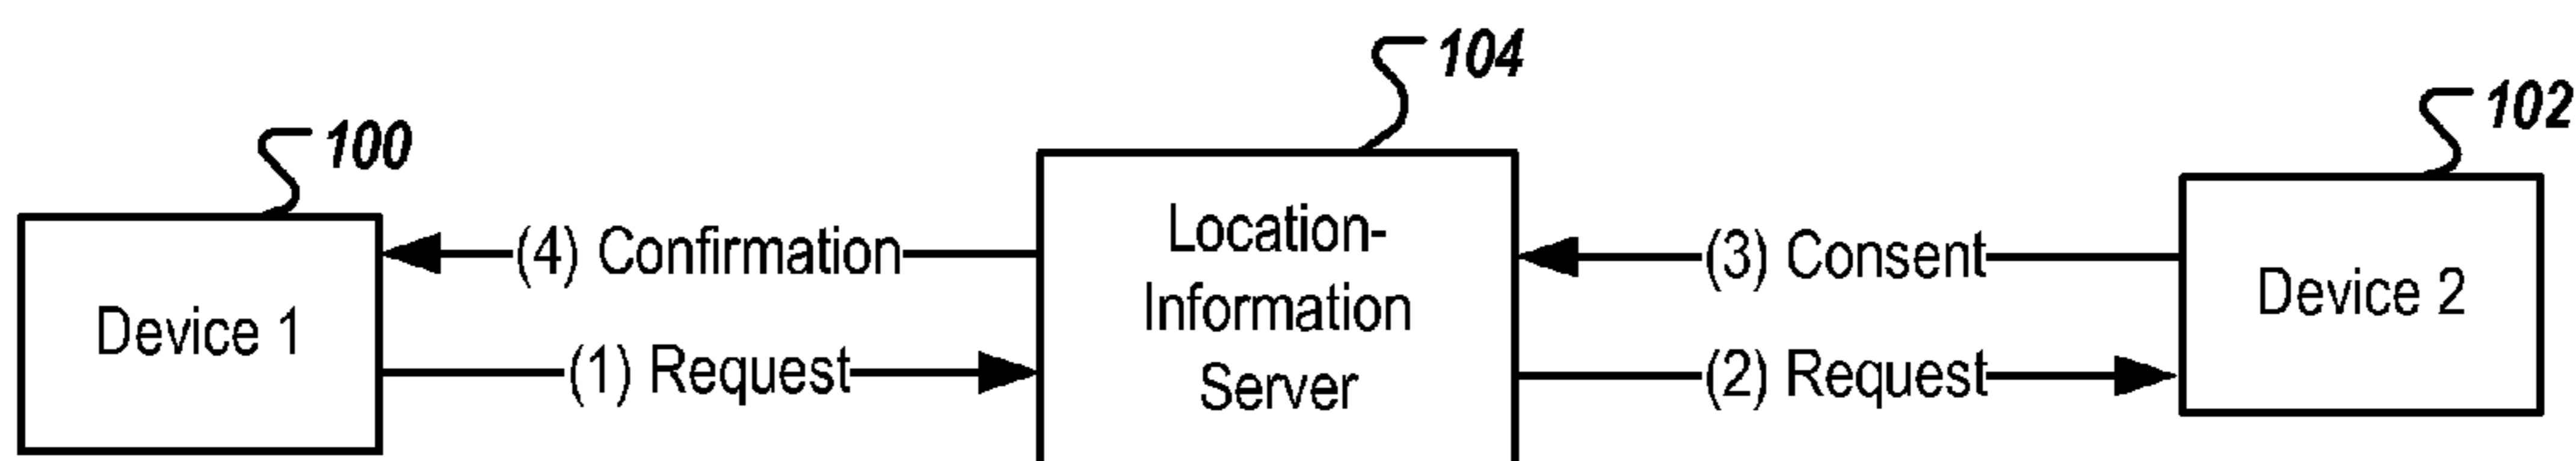 104
102
100
Location-
Information
Server
(4) Confirmation
(3) Consent
Device 1
Device 2
(1) Request
(2) Request